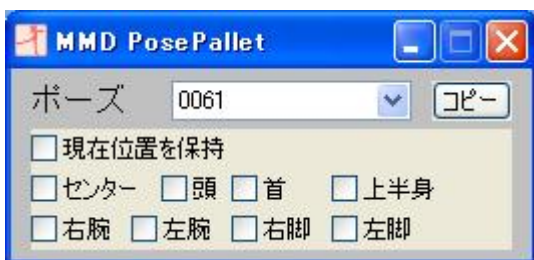 MMD PosePallet
ポーズ 0061 コピー
現在位置を保持
センター 頭 首 上半身
右腕 左腕 右脚 左脚